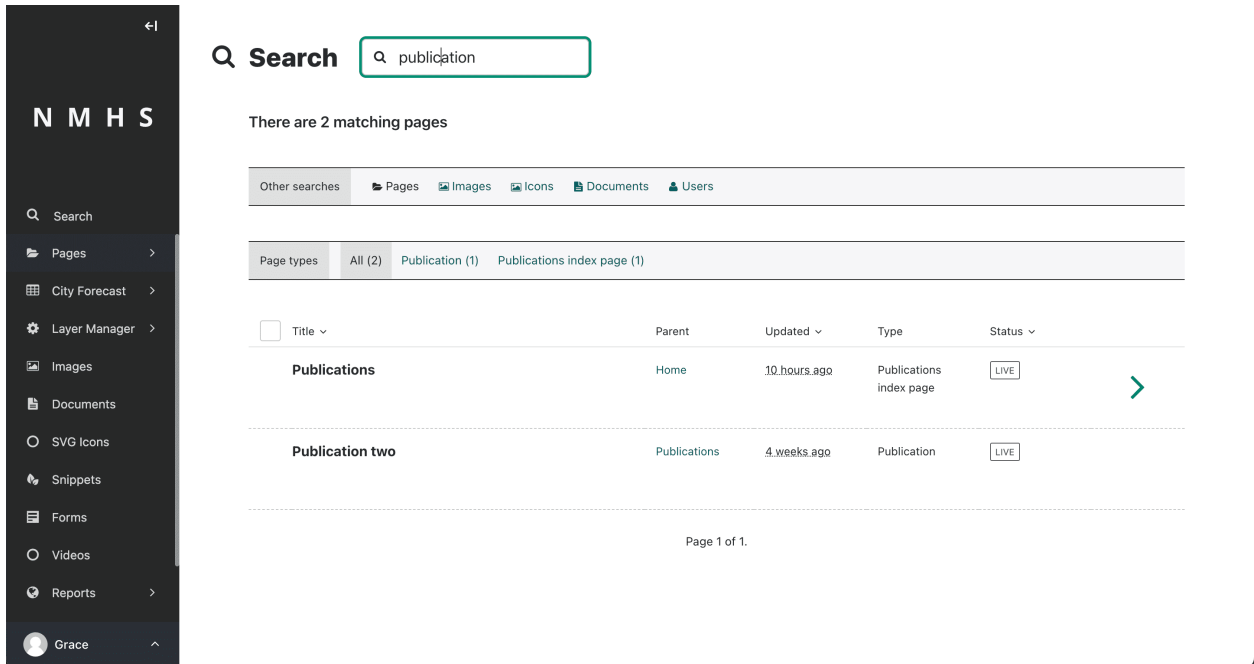 NMHS
Search
Pages
City Forecast
Layer Manager
Images
Documents
SVG Icons
Snippets
Forms
Videos
Reports
Grace
Search
publication
There are 2 matching pages
Other searches Pages Images Icons Documents Users
Page types All (2) Publication (1) Publications index page (1)
Title Parent Updated Type Status
Publications Home 10 hours ago Publications index page LIVE
Publication two Publications 4 weeks ago Publication LIVE
Page 1 of 1.